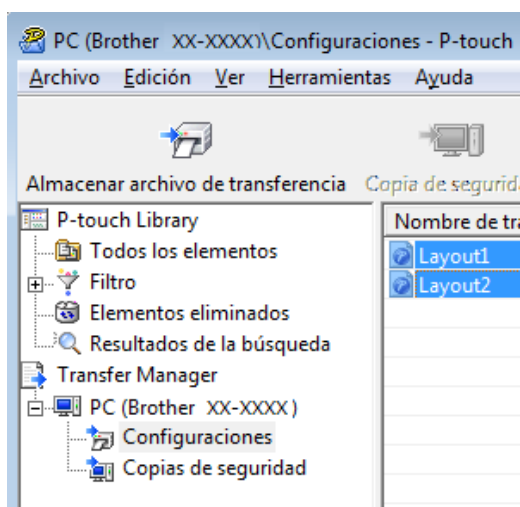 PC (Brother XX-XXXX)\Configuraciones - P-touch
Archivo Edición Ver Herramientas Ayuda
Almacenar archivo de transferencia Copia de segurida
P-touch Library
Todos los elementos
Filtro
Elementos eliminados
Resultados de la búsqueda
Transfer Manager
PC (Brother XX-XXXX)
Configuraciones
Copias de seguridad
Nombre de tra
Layout1
Layout2